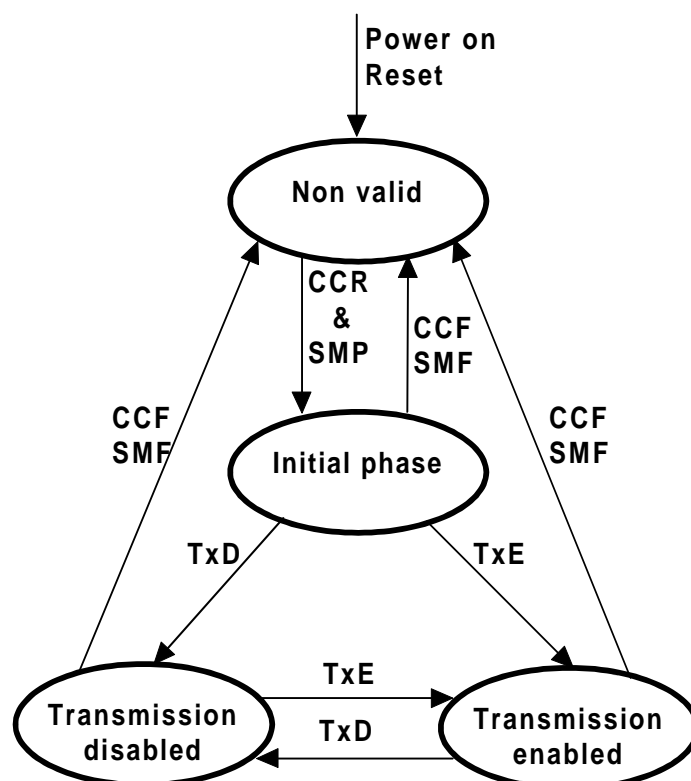 Power on
Reset
Non valid
CCR
&
SMP
CCF
SMF
CCF
SMF
CCF
SMF
Initial phase
TxD
TxE
TxE
Transmission
disabled
TxD
Transmission
enabled